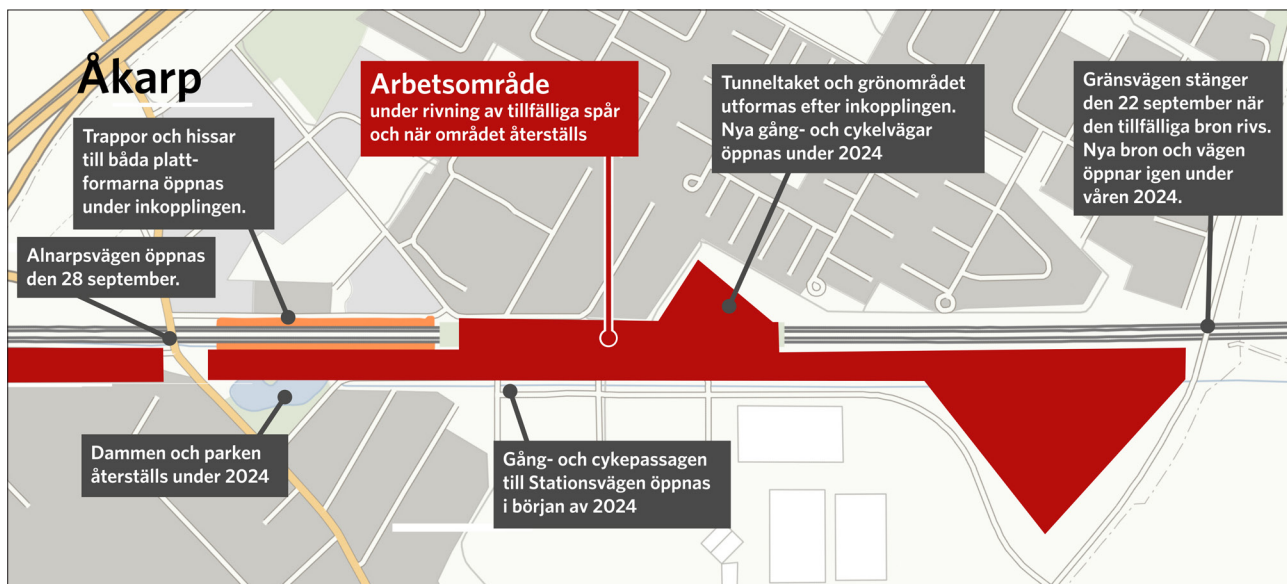 Åkarp
Arbetsområde
under rivning av tillfälliga spår
och när området återställs
Tunneltaket och grönområdet
utformas efter inkopplingen.
Nya gång- och cykelvägar
öppnas under 2024
Gränsvägen stänger
den 22 september när
den tillfälliga bron rivs.
Nya bron och vägen
öppnar igen under
våren 2024.
Trappor och hissar
till båda platt-
formarna öppnas
under inkopplingen.
Alnarpsvägen öppnas
den 28 september.
Dammen och parken
återställs under 2024
Gång- och cykepassagen
till Stationsvägen öppnas
i början av 2024